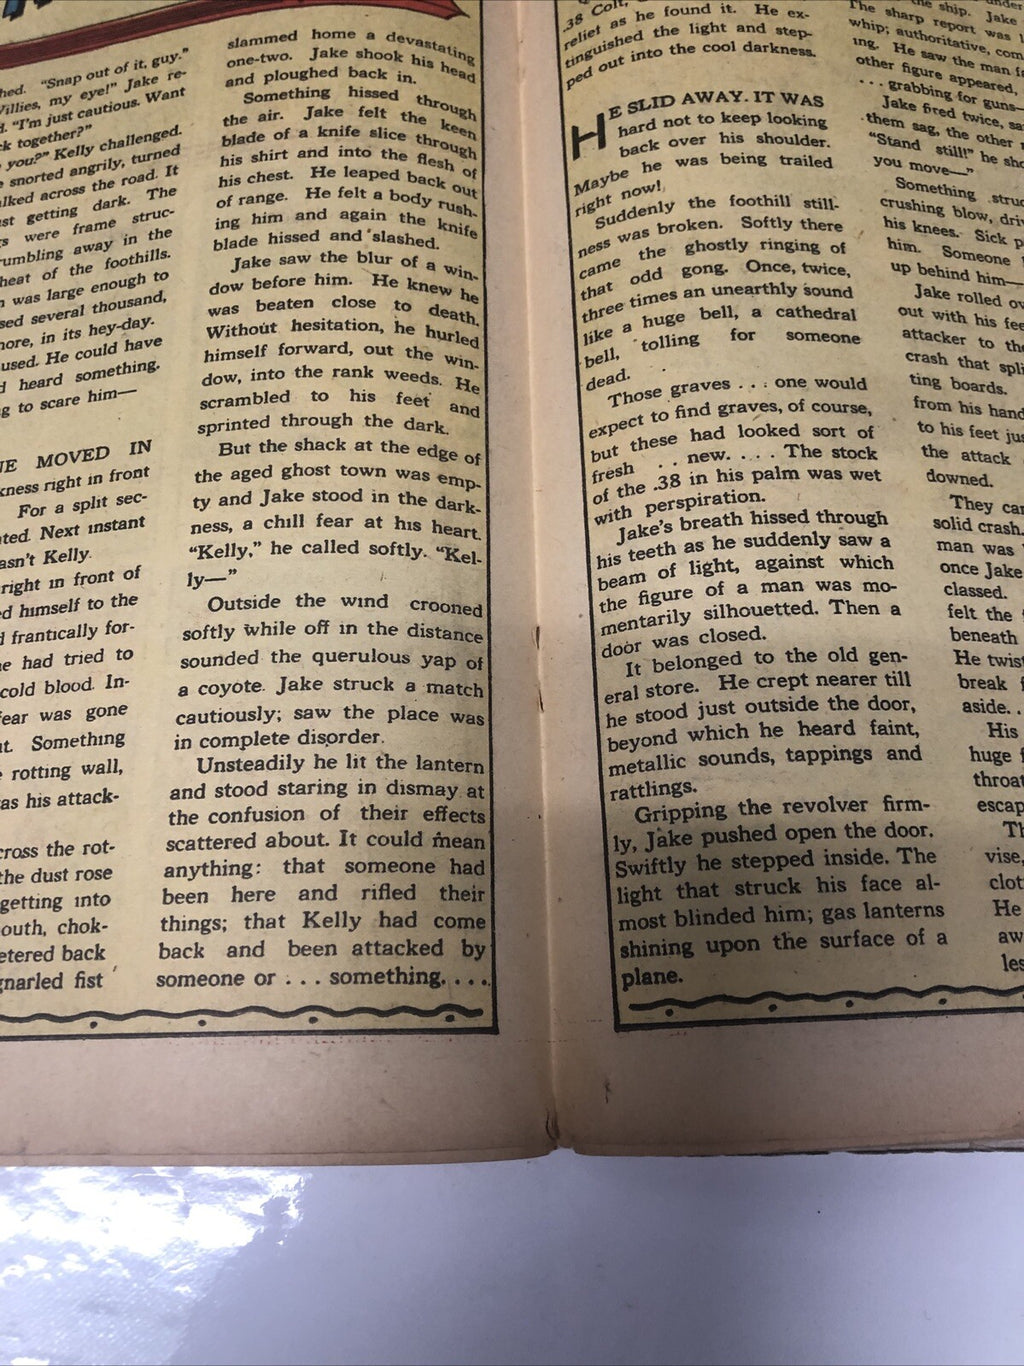 hed. "Snap out of it, guy."
Willies, my eye!" Jake re-
d. "I'm just cautious. Want
k together?"
you?" Kelly challenged.
e snorted angrily, turned
lked across the road. It
st getting dark. The
s were frame struc-
rumbling away in the
heat of the foothills.
n was large enough to
sed several thousand,
more, in its hey-day.
used. He could have
d heard something.
g to scare him—
NE MOVED IN
kness right in front
For a split sec-
ted. Next instant
asn't Kelly.
right in front of
ed himself to the
d frantically for-
he had tried to
cold blood. In-
fear was gone
it. Something
e rotting wall,
as his attack-
cross the rot-
the dust rose
getting into
outh, chok-
etered back
gnarled fist
slammed home a devastating
one-two. Jake shook his head
and ploughed back in.
Something hissed through
the air. Jake felt the keen
blade of a knife slice through
his shirt and into the flesh of
his chest. He leaped back out
of range. He felt a body rush-
ing him and again the knife
blade hissed and slashed.
Jake saw the blur of a win-
dow before him. He knew he
was beaten close to death.
Without hesitation, he hurled
himself forward, out the win-
dow, into the rank weeds. He
scrambled to his feet and
sprinted through the dark.
But the shack at the edge of
the aged ghost town was emp-
ty and Jake stood in the dark-
ness, a chill fear at his heart.
"Kelly," he called softly. "Kel-
ly—"
Outside the wind crooned
softly while off in the distance
sounded the querulous yap of
a coyote. Jake struck a match
cautiously; saw the place was
in complete disorder.
Unsteadily he lit the lantern
and stood staring in dismay at
the confusion of their effects
scattered about. It could mean
anything: that someone had
been here and rifled their
things; that Kelly had come
back and been attacked by
someone or . . . something. . . .
.38 Colt,
relief as he found it. He ex-
tinguished the light and step-
ped out into the cool darkness.
HE SLID AWAY. IT WAS
hard not to keep looking
back over his shoulder.
Maybe he was being trailed
right now!
Suddenly the foothill still-
ness was broken. Softly there
came the ghostly ringing of
that odd gong. Once, twice,
three times an unearthly sound
like a huge bell, a cathedral
bell, tolling for someone
dead.
Those graves . . . one would
expect to find graves, of course,
but these had looked sort of
fresh . . new. . . . The stock
of the .38 in his palm was wet
with perspiration.
Jake's breath hissed through
his teeth as he suddenly saw a
beam of light, against which
the figure of a man was mo-
mentarily silhouetted. Then a
door was closed.
It belonged to the old gen-
eral store. He crept nearer till
he stood just outside the door,
beyond which he heard faint,
metallic sounds, tappings and
rattlings.
Gripping the revolver firm-
ly, Jake pushed open the door.
Swiftly he stepped inside. The
light that struck his face al-
most blinded him; gas lanterns
shining upon the surface of a
plane.
the ship. Jake
The sharp report was
whip; authoritative, com
ing. He saw the man f
other figure appeared,
. . . grabbing for guns—
Jake fired twice, sa
them sag, the other
"Stand still!" he sho
you move—"
Something struc
crushing blow, driv
his knees. Sick p
him. Someone
up behind him—
Jake rolled ov
out with his fee
attacker to the
crash that spli
ting boards.
from his hand
to his feet jus
the attack
downed.
They car
solid crash.
man was
once Jake
classed.
felt the
beneath
He twist
break f
aside. .
His
huge f
throat
escap
Th
vise,
clot
He
aw
les